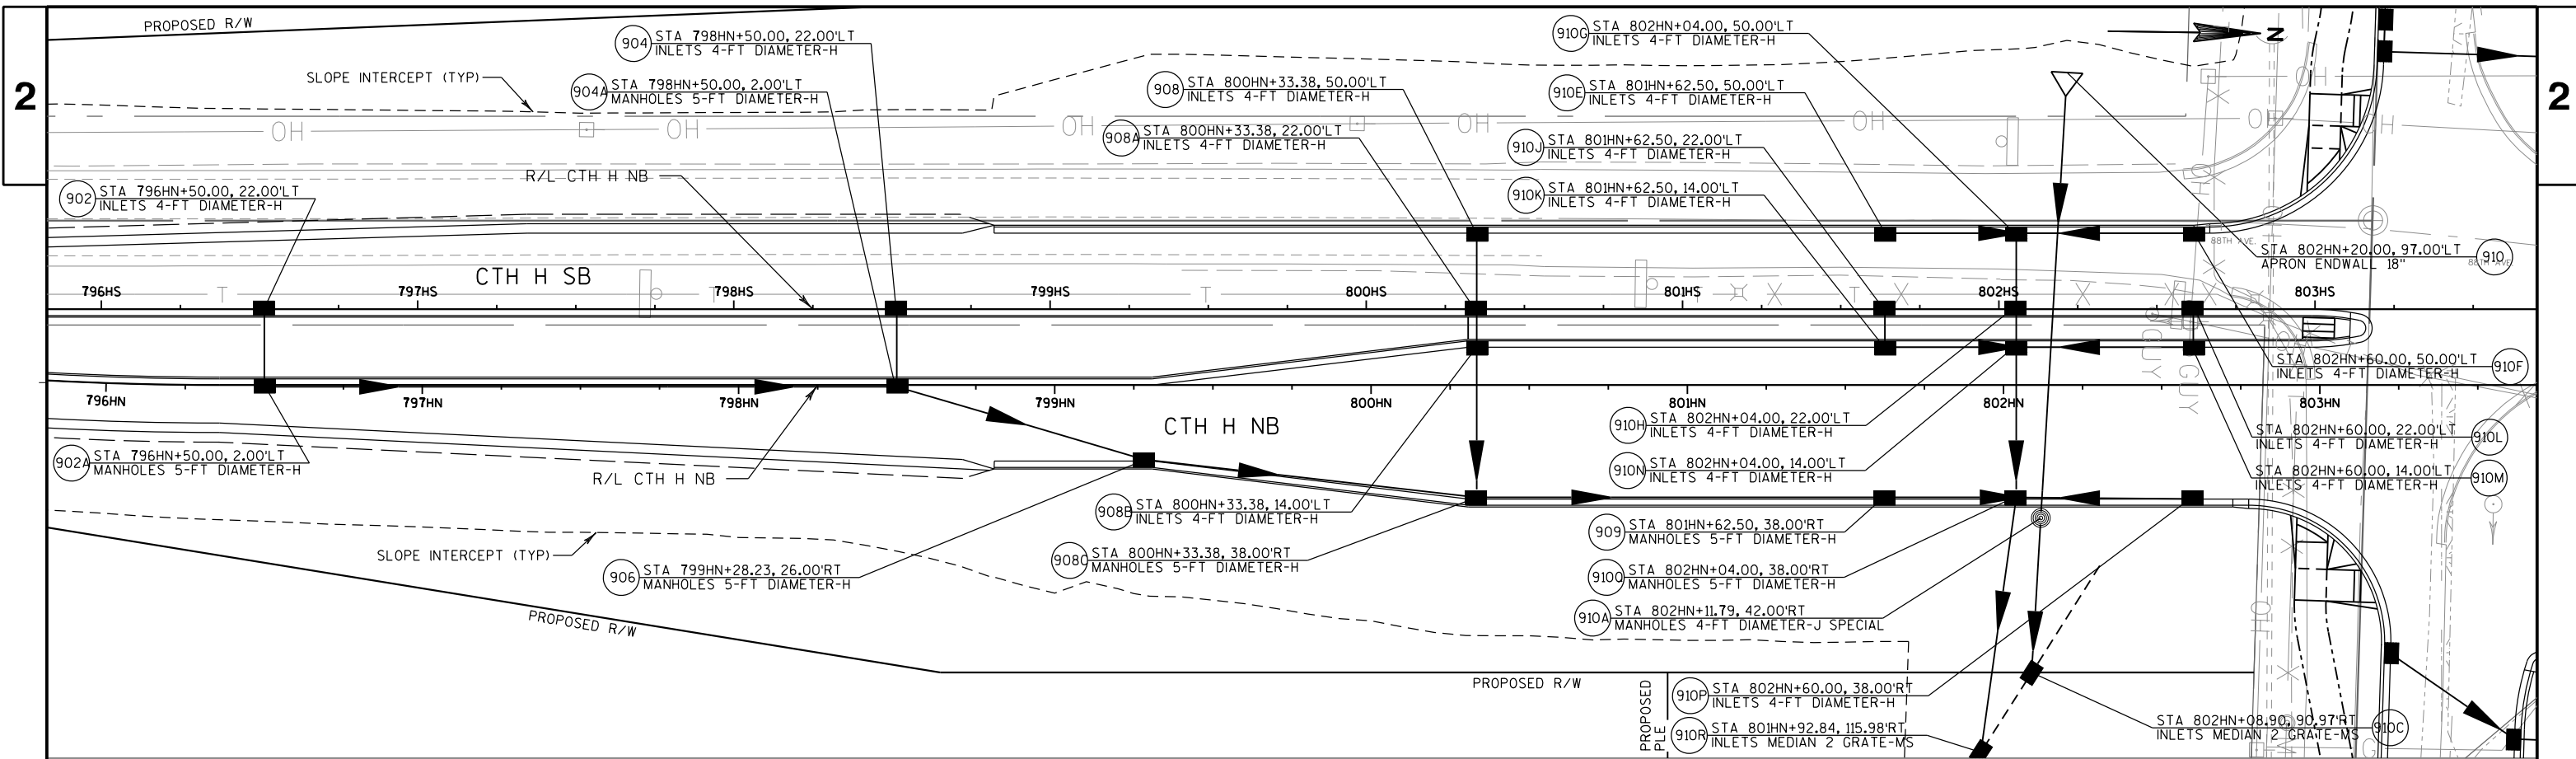 2
2
PROPOSED R/W
904
STA 798HN+50.00, 22.00'LT
INLETS 4-FT DIAMETER-H
SLOPE INTERCEPT (TYP)
904A
STA 798HN+50.00, 2.00'LT
MANHOLES 5-FT DIAMETER-H
908
STA 800HN+33.38, 50.00'LT
INLETS 4-FT DIAMETER-H
908A
STA 800HN+33.38, 22.00'LT
INLETS 4-FT DIAMETER-H
910G
STA 802HN+04.00, 50.00'LT
INLETS 4-FT DIAMETER-H
910E
STA 801HN+62.50, 50.00'LT
INLETS 4-FT DIAMETER-H
910J
STA 801HN+62.50, 22.00'LT
INLETS 4-FT DIAMETER-H
910K
STA 801HN+62.50, 14.00'LT
INLETS 4-FT DIAMETER-H
N
OH OH OH OH OH OH OH
902
STA 796HN+50.00, 22.00'LT
INLETS 4-FT DIAMETER-H
R/L CTH H NB
88TH AVE.
STA 802HN+20.00, 97.00'LT
APRON ENDWALL 18"
910
88TH AVE
CTH H SB
796HS 797HS 798HS 799HS 800HS 801HS 802HS 803HS
T T T T T
GUY
GUY
STA 802HN+60.00, 50.00'LT
INLETS 4-FT DIAMETER-H
910F
796HN 797HN 798HN 799HN 800HN 801HN 802HN 803HN
CTH H NB
910H
STA 802HN+04.00, 22.00'LT
INLETS 4-FT DIAMETER-H
STA 802HN+60.00, 22.00'LT
INLETS 4-FT DIAMETER-H
910L
902A
STA 796HN+50.00, 2.00'LT
MANHOLES 5-FT DIAMETER-H
R/L CTH H NB
910N
STA 802HN+04.00, 14.00'LT
INLETS 4-FT DIAMETER-H
STA 802HN+60.00, 14.00'LT
INLETS 4-FT DIAMETER-H
910M
908B
STA 800HN+33.38, 14.00'LT
INLETS 4-FT DIAMETER-H
909
STA 801HN+62.50, 38.00'RT
MANHOLES 5-FT DIAMETER-H
SLOPE INTERCEPT (TYP)
908C
STA 800HN+33.38, 38.00'RT
MANHOLES 5-FT DIAMETER-H
906
STA 799HN+28.23, 26.00'RT
MANHOLES 5-FT DIAMETER-H
910Q
STA 802HN+04.00, 38.00'RT
MANHOLES 5-FT DIAMETER-H
910A
STA 802HN+11.79, 42.00'RT
MANHOLES 4-FT DIAMETER-J SPECIAL
OH
PROPOSED R/W
PROPOSED R/W
PROPOSED
PLE
910P
STA 802HN+60.00, 38.00'RT
INLETS 4-FT DIAMETER-H
910R
STA 801HN+92.84, 115.98'RT
INLETS MEDIAN 2 GRATE-MS
STA 802HN+08.90, 90.97'RT
INLETS MEDIAN 2 GRATE-MS
910C